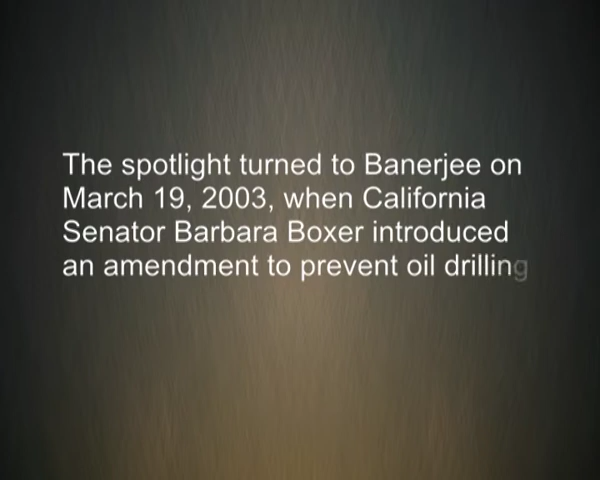 The spotlight turned to Banerjee on
March 19, 2003, when California
Senator Barbara Boxer introduced
an amendment to prevent oil drilling